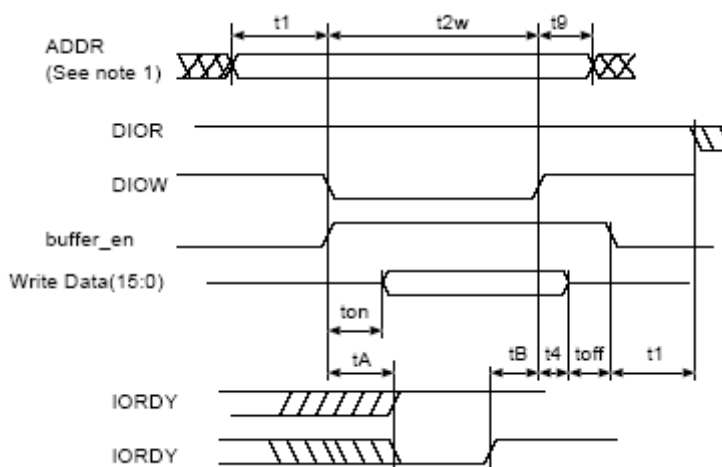 t1 t2w t9
ADDR
(See note 1)
DIOR
DIOW
buffer_en
Write Data(15:0)
ton
tA tB t4 toff t1
IORDY
IORDY